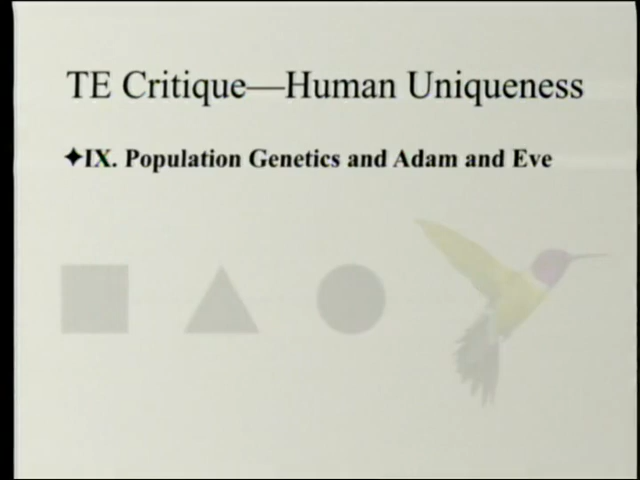 TE Critique—Human Uniqueness
✦IX. Population Genetics and Adam and Eve